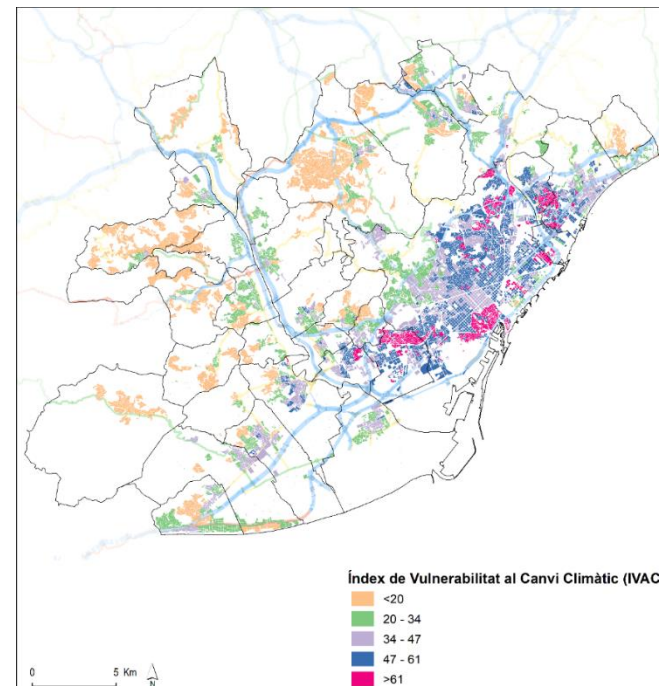 Índex de Vulnerabilitat al Canvi Climàtic (IVAC
<20
20 - 34
34 - 47
47 - 61
>61
0 5 Km
N